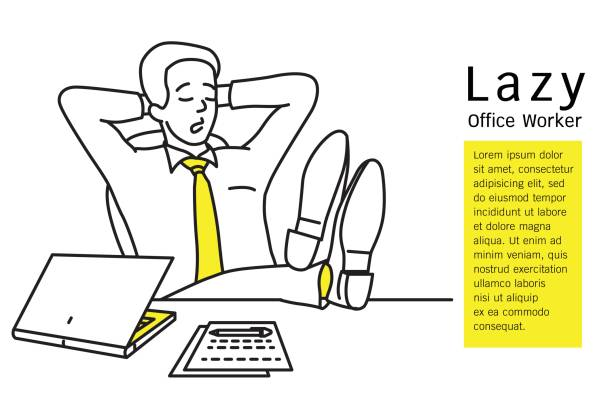 Lazy
Office Worker
Lorem ipsum dolor
sit amet, consectetur
adipisicing elit, sed
do eiusmod tempor
incididunt ut labore
et dolore magna
aliqua. Ut enim ad
minim veniam, quis
nostrud exercitation
ullamco laboris
nisi ut aliquip
ex ea commodo
consequat.